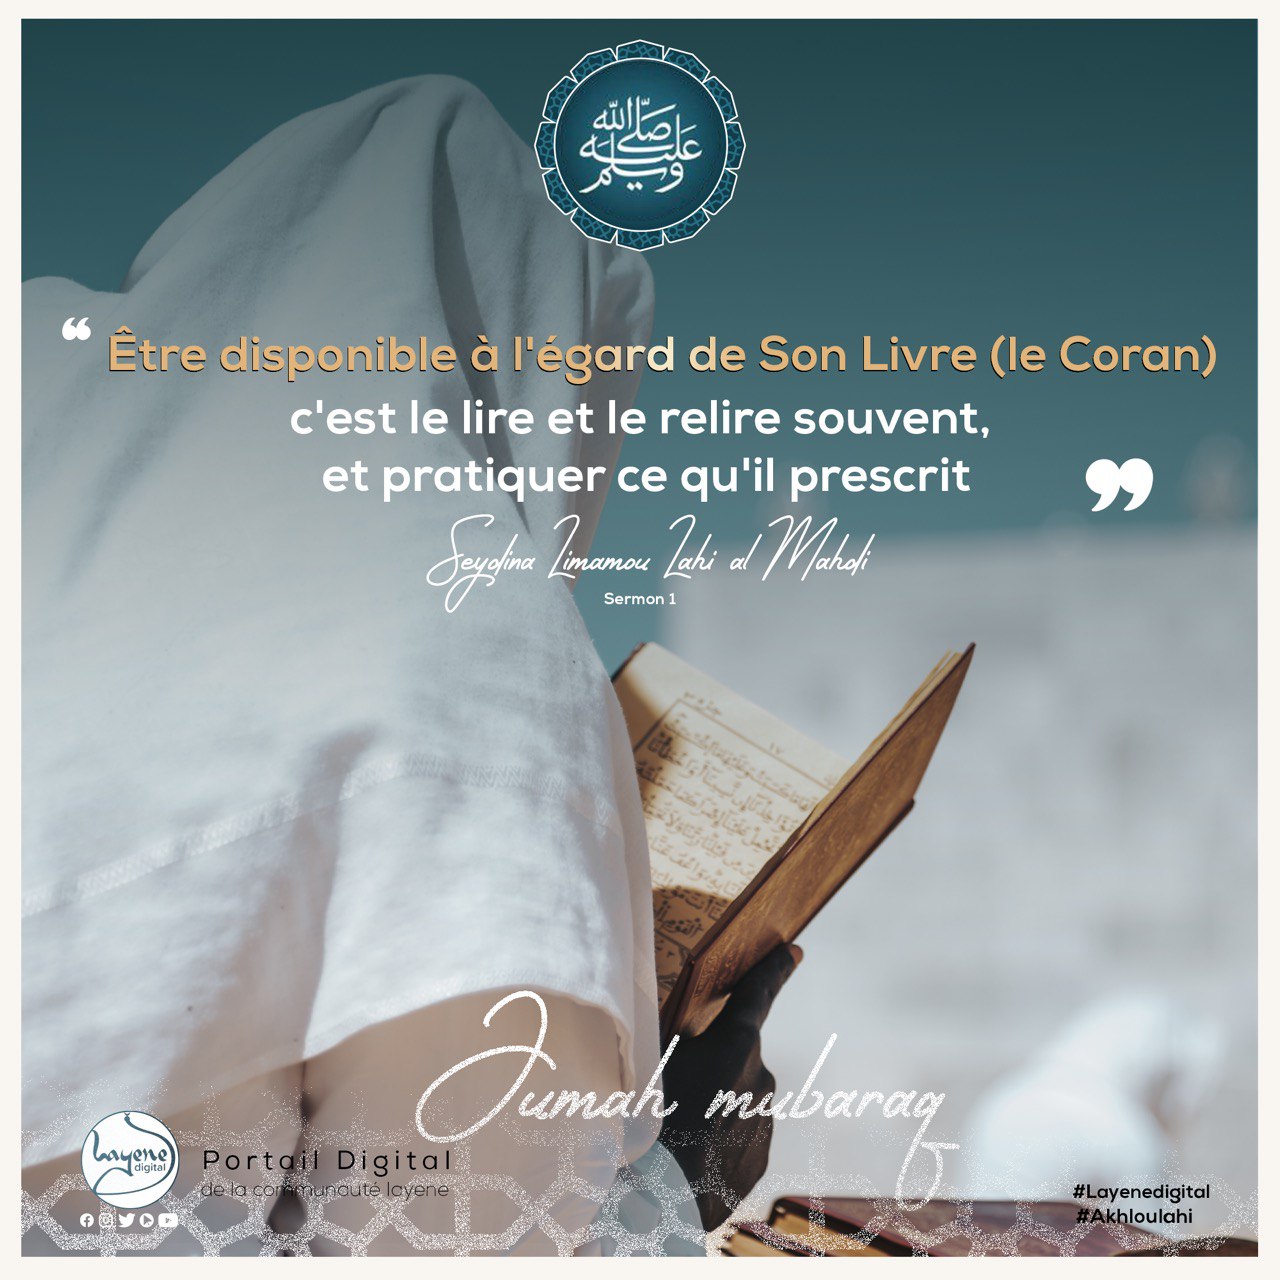 صلى الله
عليه
وسلم
“ Être disponible à l'égard de Son Livre (le Coran)
c'est le lire et le relire souvent,
et pratiquer ce qu'il prescrit ”
Seydina Limamou Lahi al Mahdi
Sermon 1
Jumah mubaraq
Layene
digital
Portail Digital
de la communauté layene
#Layenedigital
#Akhloulahi